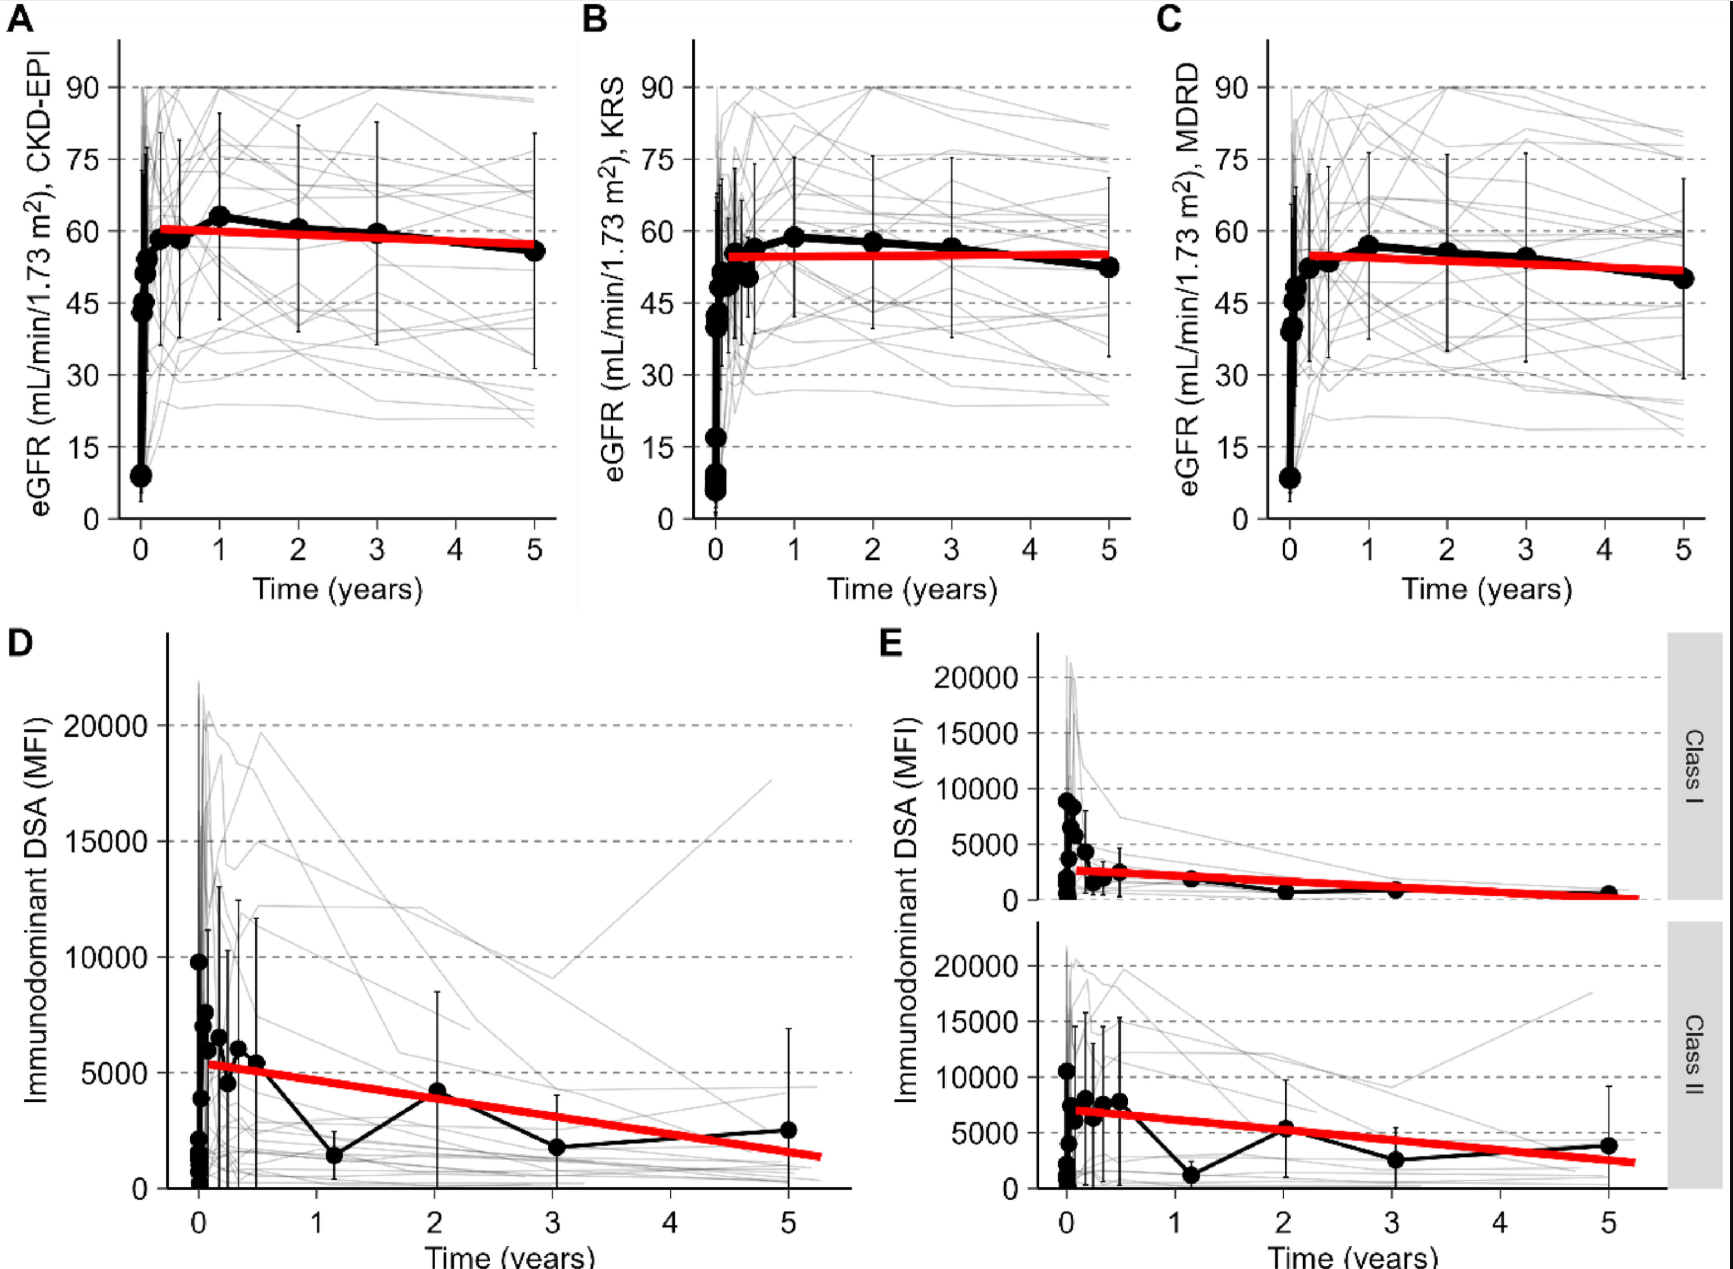 A
eGFR (mL/min/1.73 m²), CKD-EPI
90
75
60
45
30
15
0
0 1 2 3 4 5
Time (years)
B
eGFR (mL/min/1.73 m²), KRS
90
75
60
45
30
15
0
0 1 2 3 4 5
Time (years)
C
eGFR (mL/min/1.73 m²), MDRD
90
75
60
45
30
15
0
0 1 2 3 4 5
Time (years)
D
Immunodominant DSA (MFI)
20000
15000
10000
5000
0
0 1 2 3 4 5
Time (years)
E
Immunodominant DSA (MFI)
20000
15000
10000
5000
0
Class I
20000
15000
10000
5000
0
Class II
0 1 2 3 4 5
Time (years)